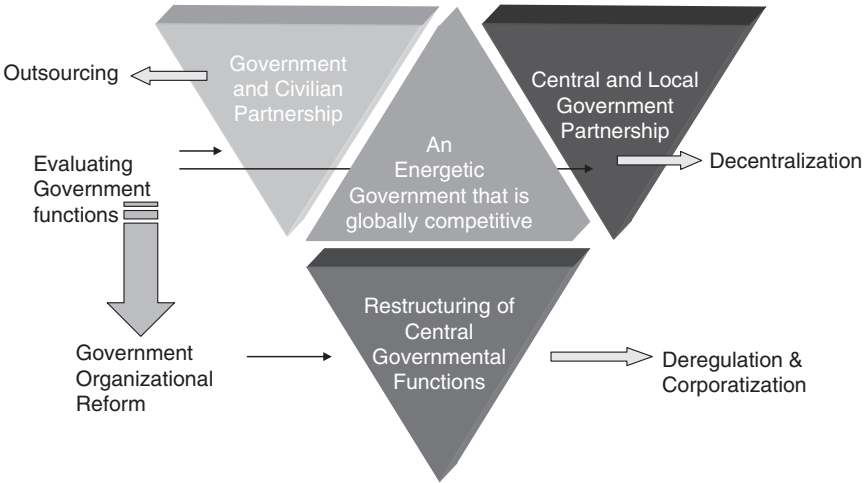 Outsourcing
Government
and Civilian
Partnership
An
Energetic
Government that is
globally competitive
Central and Local
Government
Partnership
Decentralization
Evaluating
Government
functions
Government
Organizational
Reform
Restructuring of
Central
Governmental
Functions
Deregulation &
Corporatization